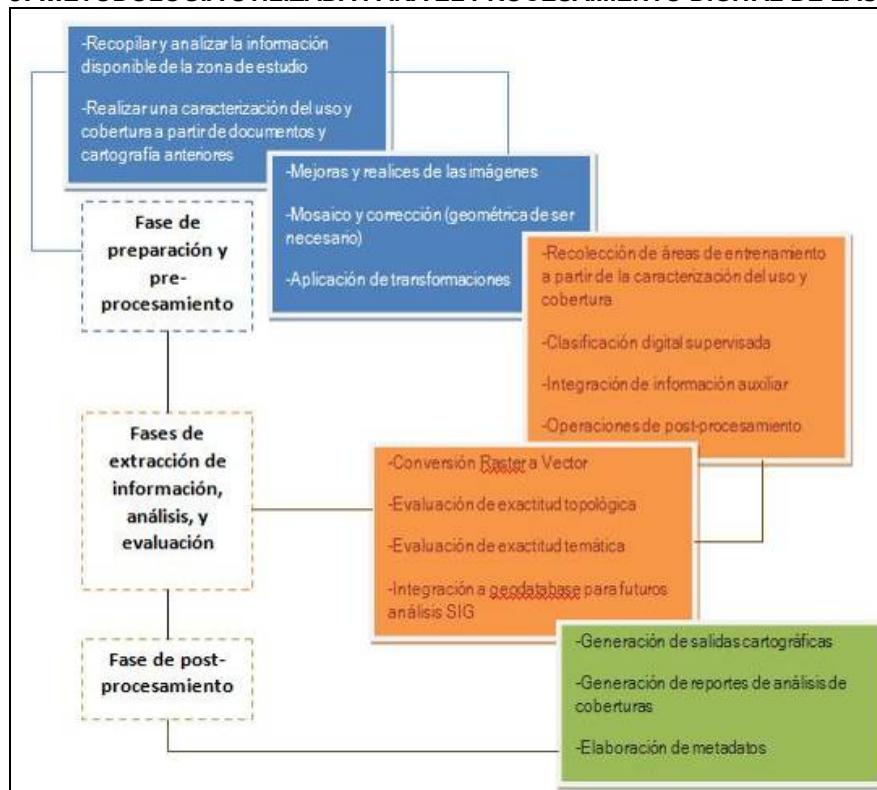 -Recopilar y analizar la información
disponible de la zona de estudio
-Realizar una caracterización del uso y
cobertura a partir de documentos y
cartografía anteriores
-Mejoras y realices de las imágenes
-Mosaico y corrección (geométrica de ser
necesario)
-Aplicación de transformaciones
Fase de
preparación y
pre-
procesamiento
-Recolección de áreas de entrenamiento
a partir de la caracterización del uso y
cobertura
-Clasificación digital supervisada
-Integración de información auxiliar
-Operaciones de post-procesamiento
Fases de
extracción de
información,
análisis, y
evaluación
-Conversión Raster a Vector
-Evaluación de exactitud topológica
-Evaluación de exactitud temática
-Integración a geodatabase para futuros
análisis SIG
Fase de post-
procesamiento
-Generación de salidas cartográficas
-Generación de reportes de análisis de
coberturas
-Elaboración de metadatos